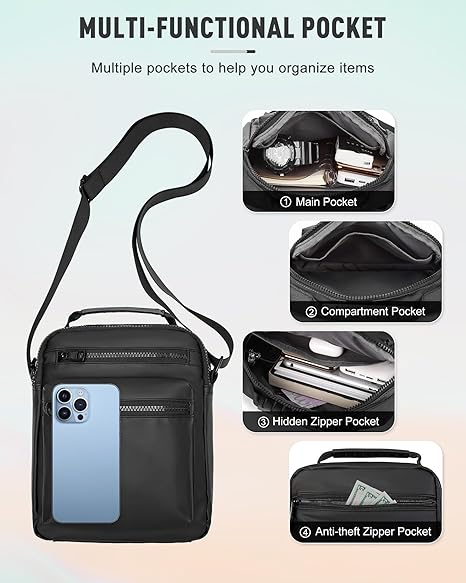 MULTI-FUNCTIONAL POCKET
Multiple pockets to help you organize items
① Main Pocket
② Compartment Pocket
③ Hidden Zipper Pocket
④ Anti-theft Zipper Pocket